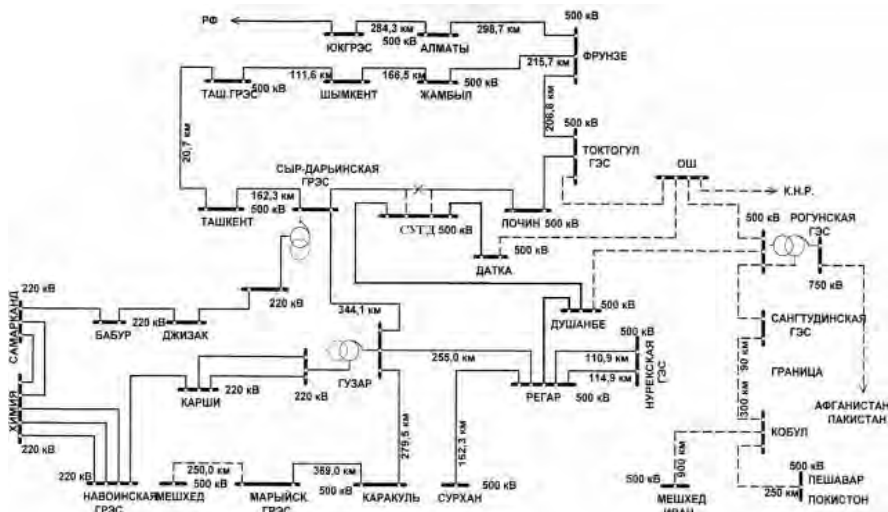 РФ
284,3 км
500 кВ
298,7 км
500 кВ
ЮКГРЭС
АЛМАТЫ
ФРУНЗЕ
215,7 км
111,6 км
166,5 км
ТАШ.ГРЭС
500 кВ
ШЫМКЕНТ
ЖАМБЫЛ
500 кВ
206,8 км
500 кВ
20,7 км
ТОКТОГУЛ
ГЭС
СЫР-ДАРЬИНСКАЯ
ГРЭС
ОШ
К.Н.Р.
162,3 км
ТАШКЕНТ
500 кВ
СУГД
500 кВ
ЛОЧИН
500 кВ
500 кВ
РОГУНСКАЯ
ГЭС
ДАТКА
500 кВ
750 кВ
220 кВ
220 кВ
САМАРКАНД
БАБУР
220 кВ
ДЖИЗАК
344,1 км
ДУШАНБЕ
500 кВ
500 кВ
САНГТУДИНСКАЯ
ГЭС
255,0 км
110,9 км
114,9 км
НУРЕКСКАЯ
ГЭС
90 км
ГРАНИЦА
ГУЗАР
КАРШИ
220 кВ
220 кВ
РЕГАР
500 кВ
300 км
АФГАНИСТАН
ПАКИСТАН
ХИМИЯ
220 кВ
279,5 км
162,3 км
КОБУЛ
900 км
220 кВ
250,0 км
369,0 км
НАВОИНСКАЯ
ГРЭС
МЕШХЕД
500 кВ
МАРЫЙСК.
ГРЭС
500 кВ
КАРАКУЛЬ
СУРХАН
500 кВ
500 кВ
МЕШХЕД
ИРАН
500 кВ
250 км
ПЕШАВАР
ПОКИСТОН